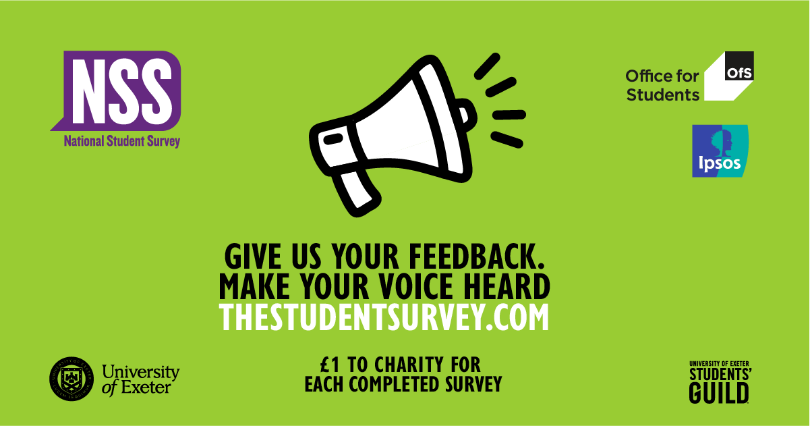 NSS
National Student Survey
Office for
Students
OfS
Ipsos
GIVE US YOUR FEEDBACK.
MAKE YOUR VOICE HEARD
THESTUDENTSURVEY.COM
£1 TO CHARITY FOR
EACH COMPLETED SURVEY
University
of Exeter
UNIVERSITY OF EXETER
STUDENTS'
GUILD